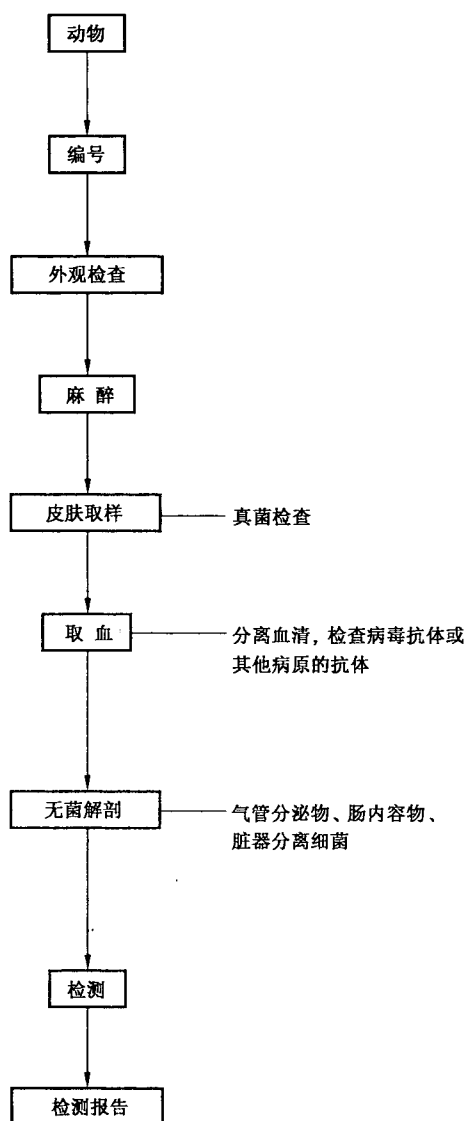 动物
编号
外观检查
麻醉
皮肤取样
真菌检查
取血
分离血清，检查病毒抗体或
其他病原的抗体
无菌解剖
气管分泌物、肠内容物、
脏器分离细菌
检测
检测报告